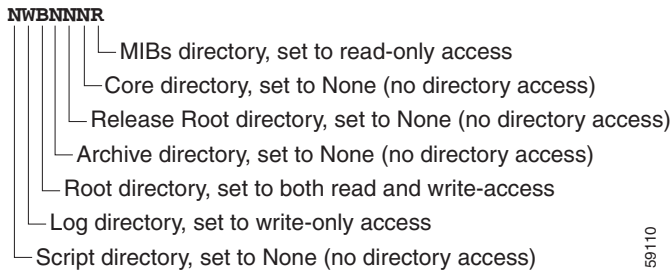 NWBNNNR
MIBs directory, set to read-only access
Core directory, set to None (no directory access)
Release Root directory, set to None (no directory access)
Archive directory, set to None (no directory access)
Root directory, set to both read and write-access
Log directory, set to write-only access
Script directory, set to None (no directory access)
59110